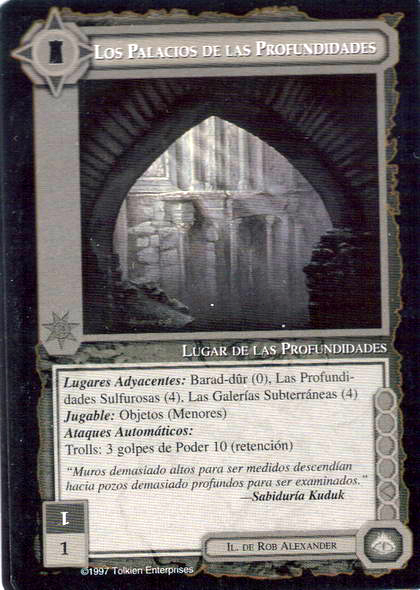 LOS PALACIOS DE LAS PROFUNDIDADES
LUGAR DE LAS PROFUNDIDADES
Lugares Adyacentes: Barad-dûr (0), Las Profundi-
dades Sulfurosas (4), Las Galerías Subterráneas (4)
Jugable: Objetos (Menores)
Ataques Automáticos:
Trolls: 3 golpes de Poder 10 (retención)
“Muros demasiado altos para ser medidos descendían
hacia pozos demasiado profundos para ser examinados.”
—Sabiduría Kuduk
1
1
IL. DE ROB ALEXANDER
©1997 Tolkien Enterprises